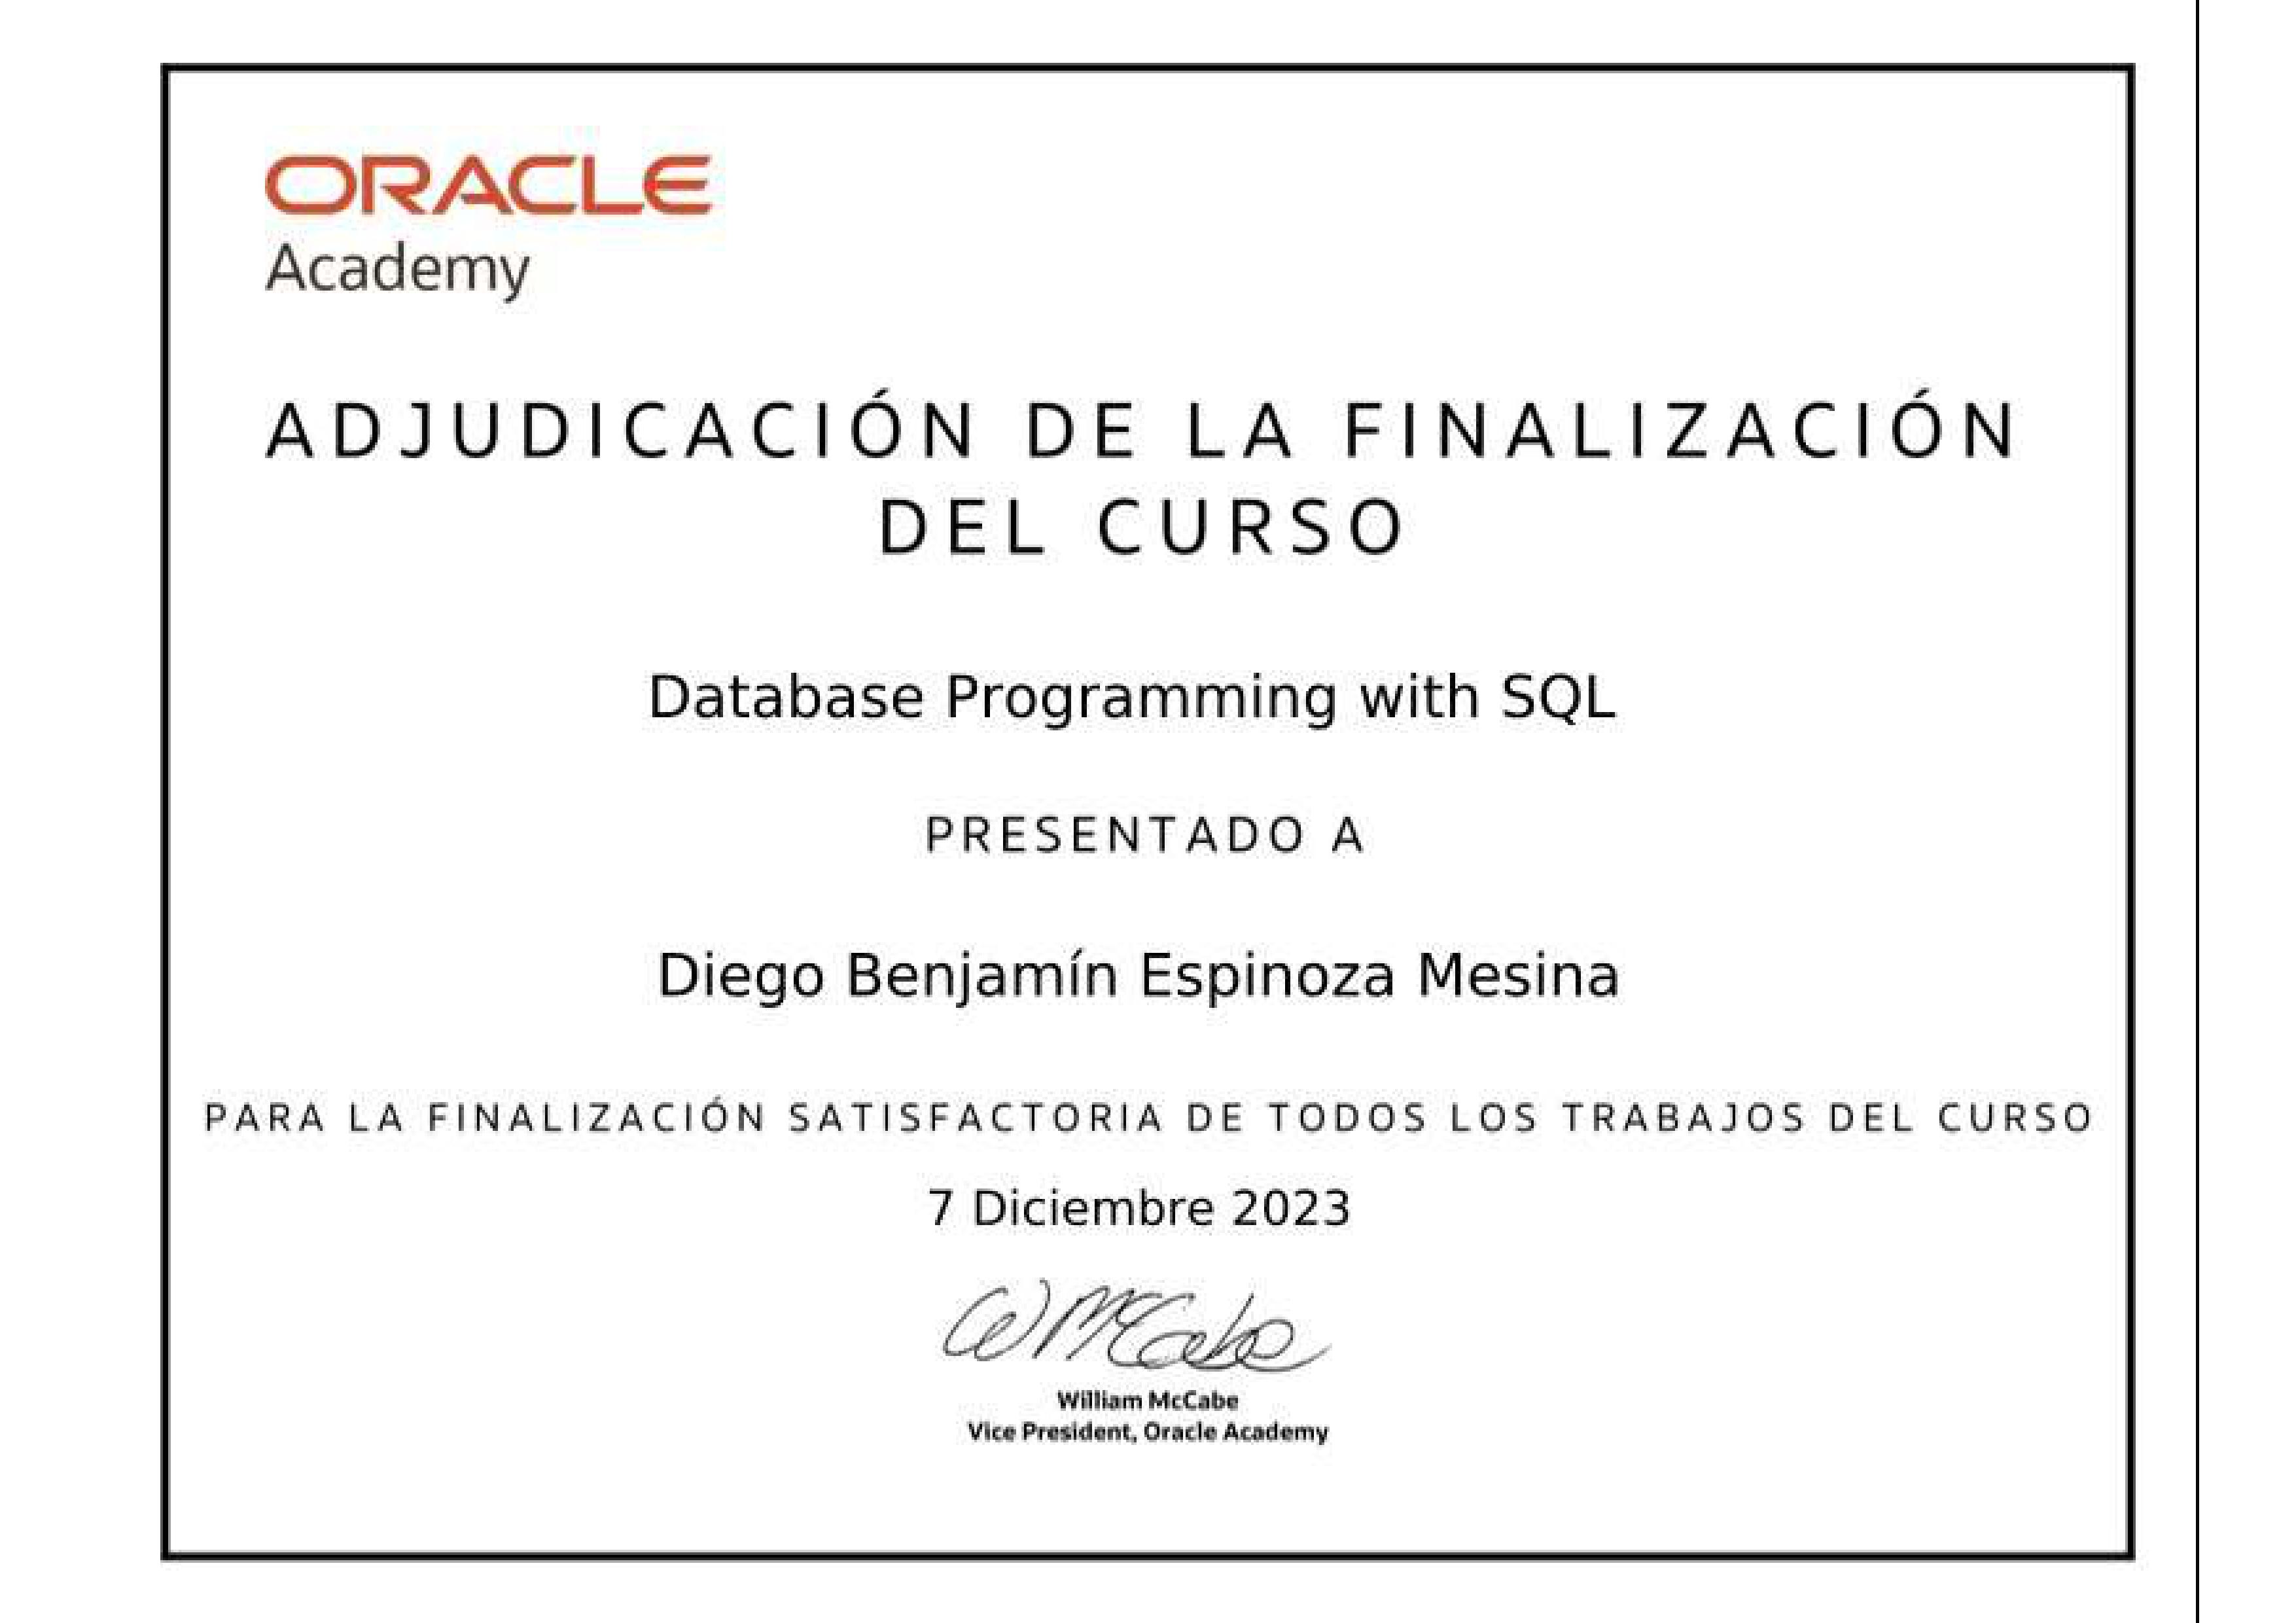 ORACLE
Academy
ADJUDICACIÓN DE LA FINALIZACIÓN
DEL CURSO
Database Programming with SQL
PRESENTADO A
Diego Benjamín Espinoza Mesina
PARA LA FINALIZACIÓN SATISFACTORIA DE TODOS LOS TRABAJOS DEL CURSO
7 Diciembre 2023
W McCabe
William McCabe
Vice President, Oracle Academy